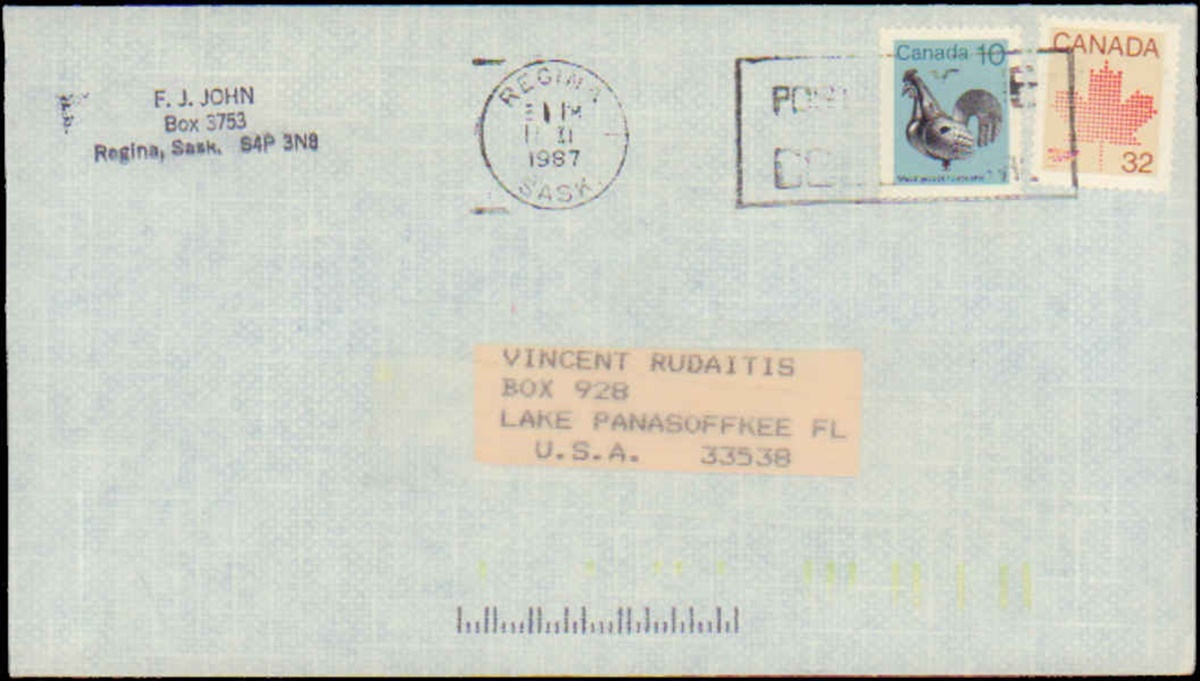 F. J. JOHN
Box 3753
Regina, Sask. S4P 3N8
REGINA
1987
SASK.
Canada 10
CANADA
32
VINCENT RUDAITIS
BOX 928
LAKE PANASOFFKEE FL
U.S.A. 33538